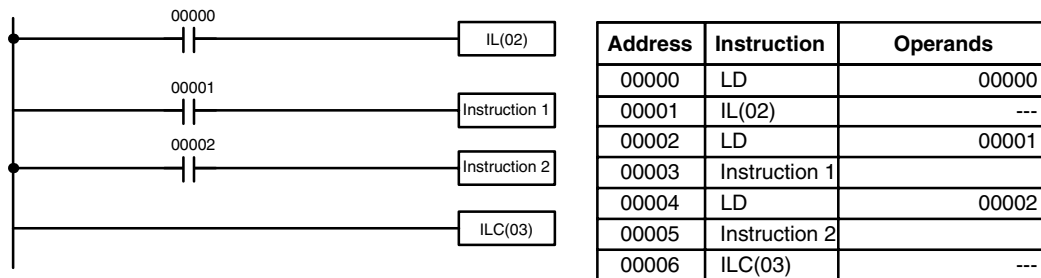 00000
IL(02)
00001
Instruction 1
00002
Instruction 2
ILC(03)
Address Instruction Operands
00000 LD 00000
00001 IL(02) ---
00002 LD 00001
00003 Instruction 1
00004 LD 00002
00005 Instruction 2
00006 ILC(03) ---